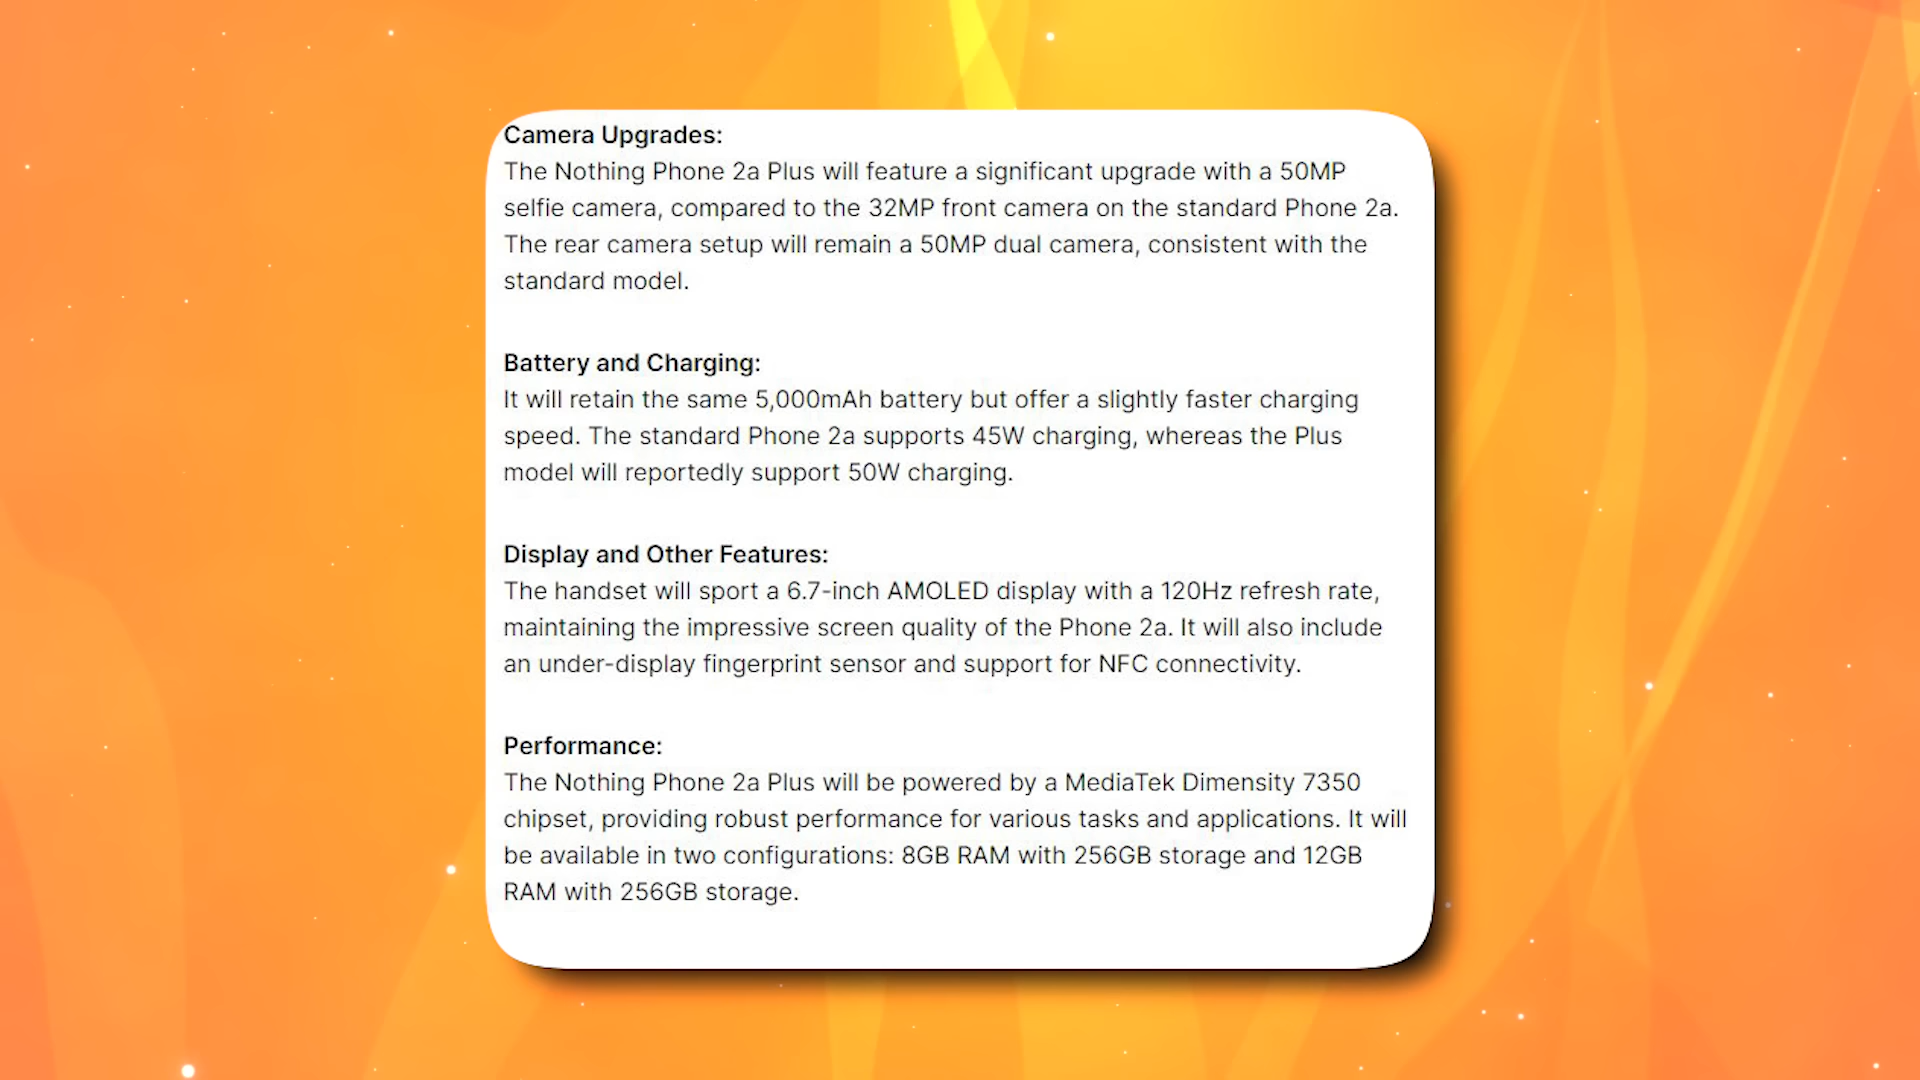 Camera Upgrades:
The Nothing Phone 2a Plus will feature a significant upgrade with a 50MP
selfie camera, compared to the 32MP front camera on the standard Phone 2a.
The rear camera setup will remain a 50MP dual camera, consistent with the
standard model.
Battery and Charging:
It will retain the same 5,000mAh battery but offer a slightly faster charging
speed. The standard Phone 2a supports 45W charging, whereas the Plus
model will reportedly support 50W charging.
Display and Other Features:
The handset will sport a 6.7-inch AMOLED display with a 120Hz refresh rate,
maintaining the impressive screen quality of the Phone 2a. It will also include
an under-display fingerprint sensor and support for NFC connectivity.
Performance:
The Nothing Phone 2a Plus will be powered by a MediaTek Dimensity 7350
chipset, providing robust performance for various tasks and applications. It will
be available in two configurations: 8GB RAM with 256GB storage and 12GB
RAM with 256GB storage.